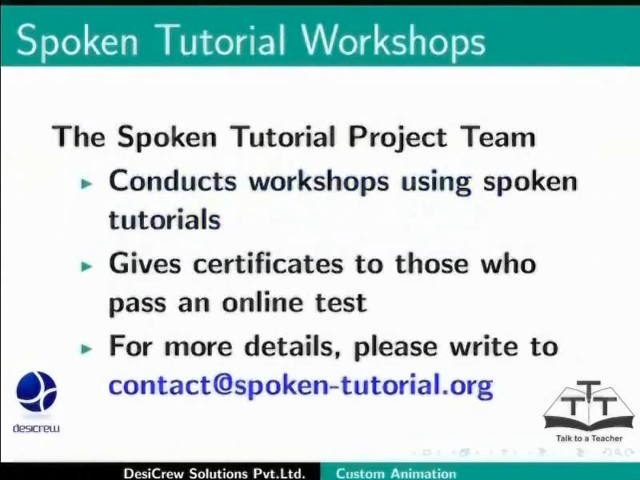 Spoken Tutorial Workshops
The Spoken Tutorial Project Team
Conducts workshops using spoken
tutorials
Gives certificates to those who
pass an online test
For more details, please write to
contact@spoken-tutorial.org
desicrew
TTT
Talk to a Teacher
DesiCrew Solutions Pvt.Ltd. Custom Animation